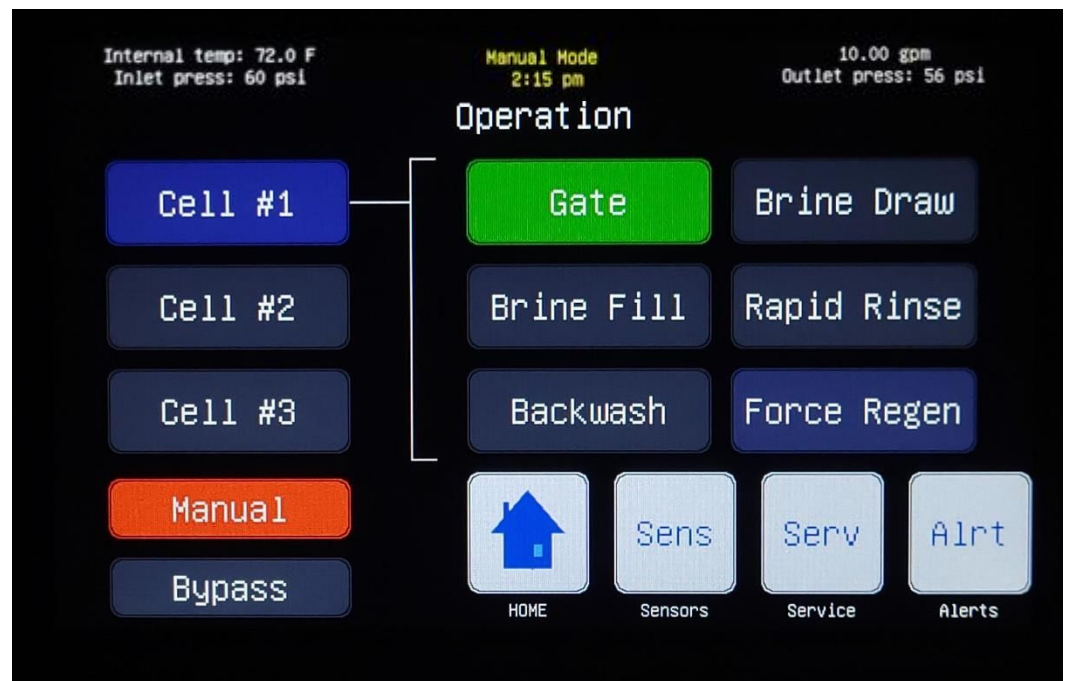 Internal temp: 72.0 F
Inlet press: 60 psi
Manual Mode
2:15 pm
10.00 gpm
Outlet press: 56 psi
Operation
Cell #1
Gate
Brine Draw
Cell #2
Brine Fill
Rapid Rinse
Cell #3
Backwash
Force Regen
Manual
Bypass
Sens
Serv
Alrt
HOME
Sensors
Service
Alerts